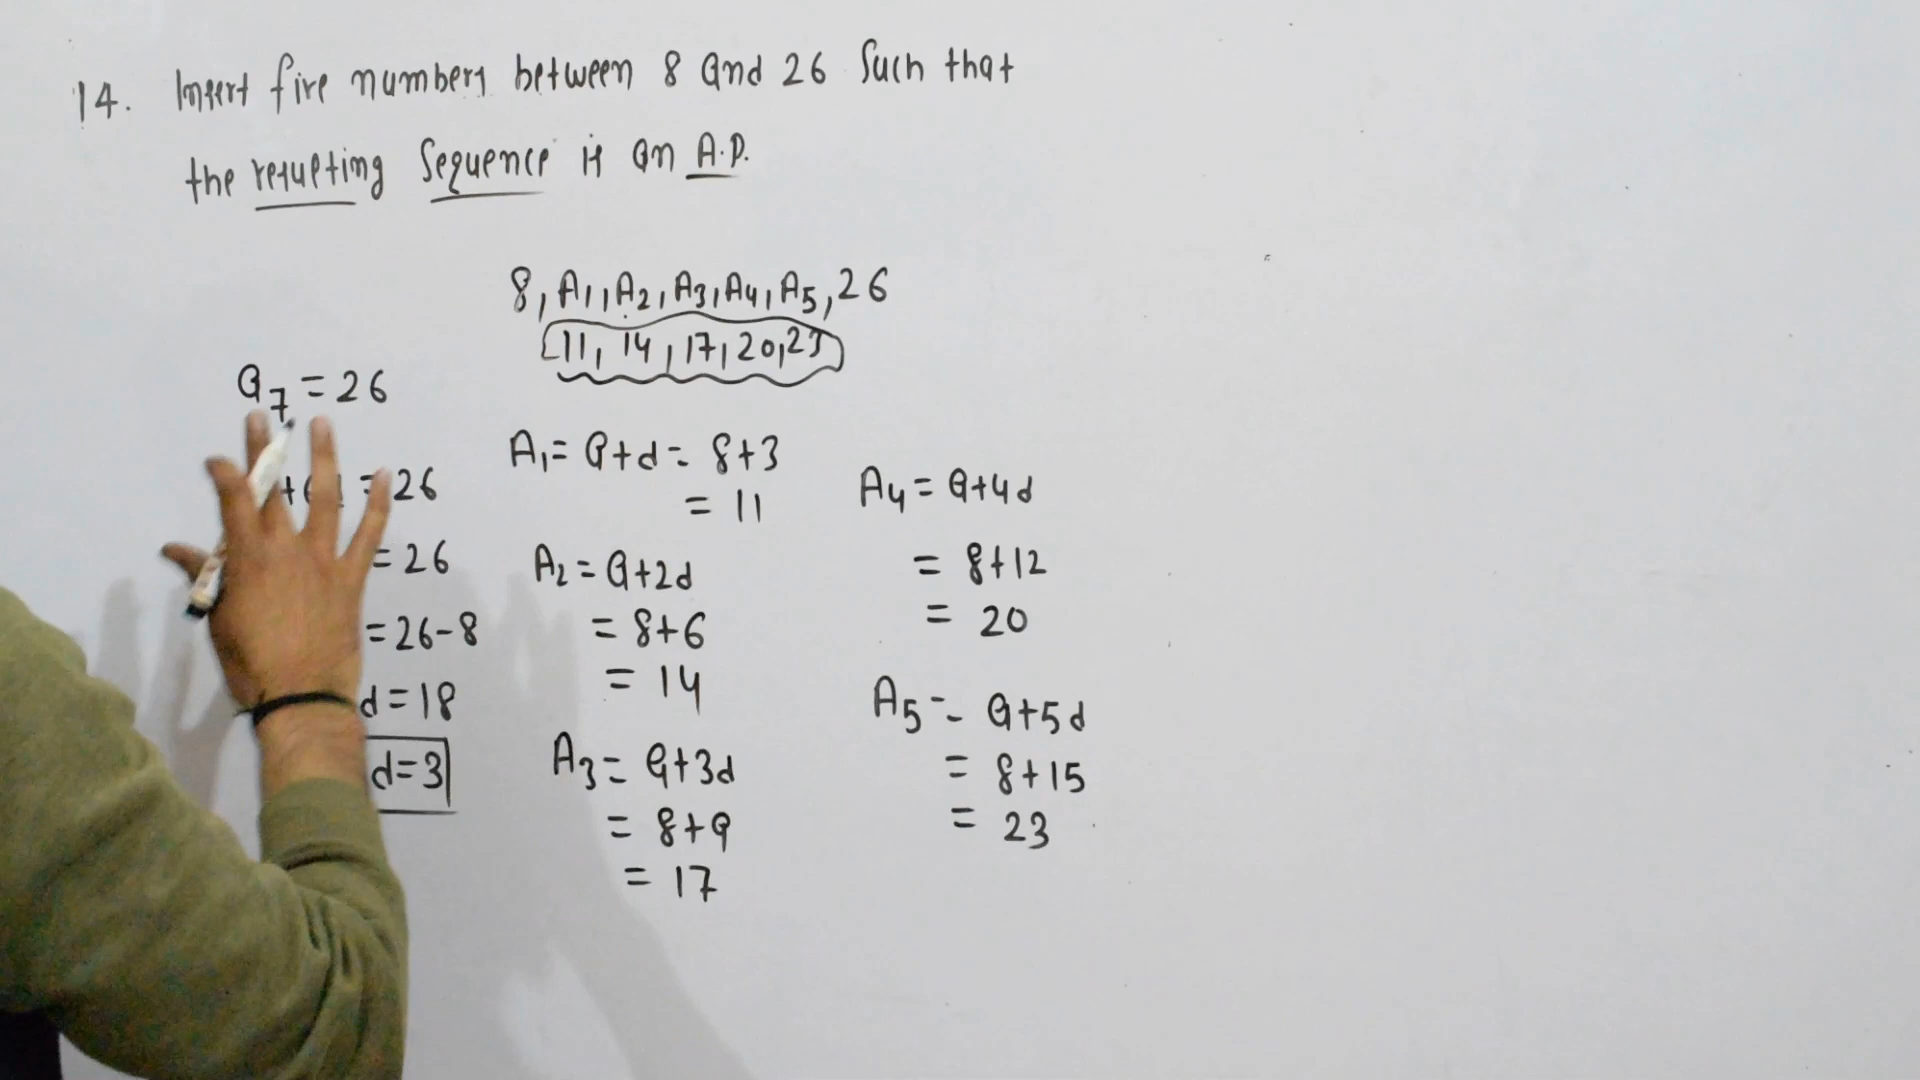 14. Insert five numbers between 8 and 26 Such that
the resulting Sequence is an A.P.
8, A1, A2, A3, A4, A5, 26
11, 14, 17, 20, 23
a7 = 26
= 26
= 26
= 26-8
d = 18
d=3
A1 = a+d = 8+3
= 11
A2 = a+2d
= 8+6
= 14
A3 = a+3d
= 8+9
= 17
A4 = a+4d
= 8+12
= 20
A5 = a+5d
= 8+15
= 23